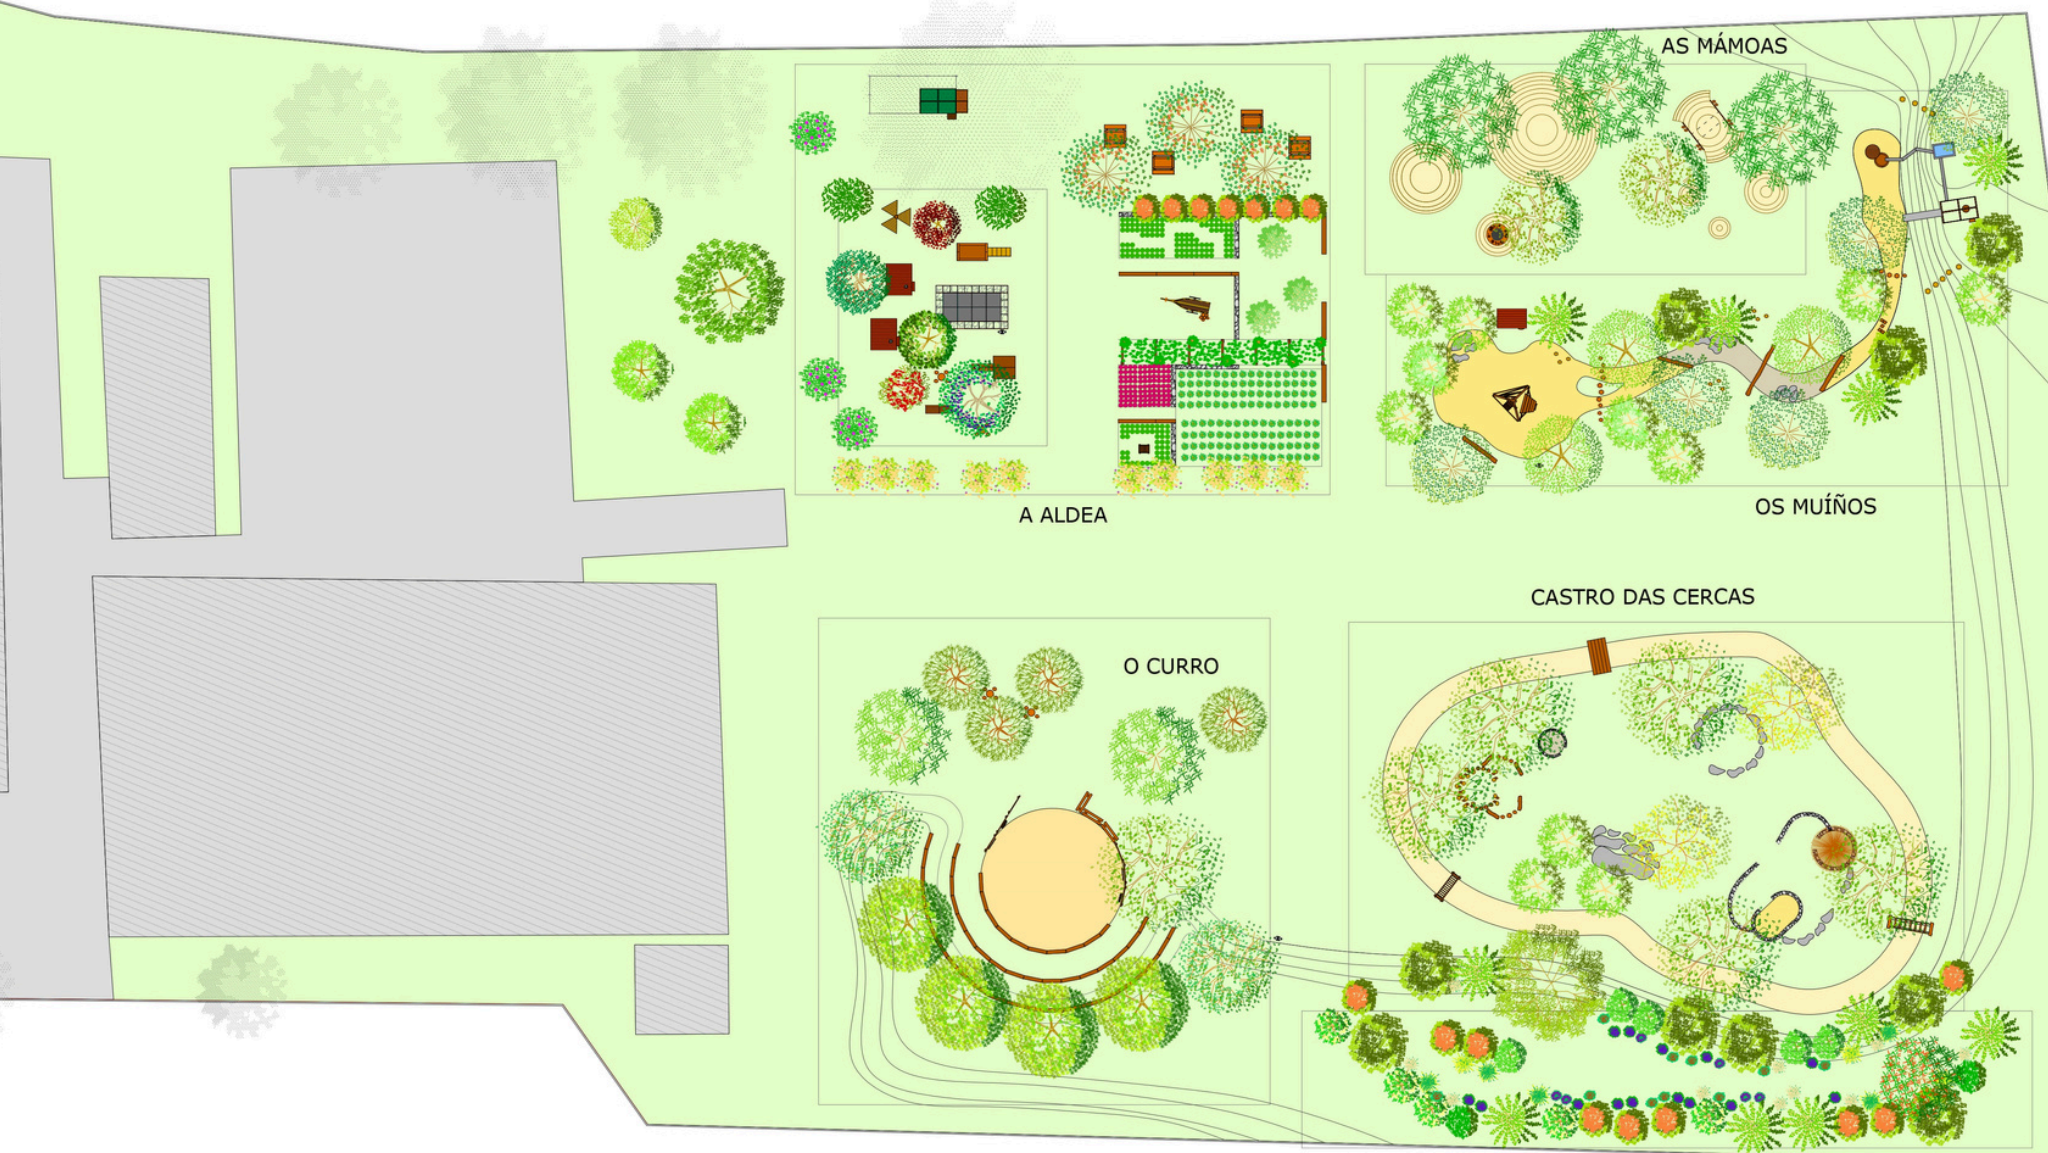 AS MÁMOAS
OS MUÍÑOS
A ALDEA
CASTRO DAS CERCAS
O CURRO